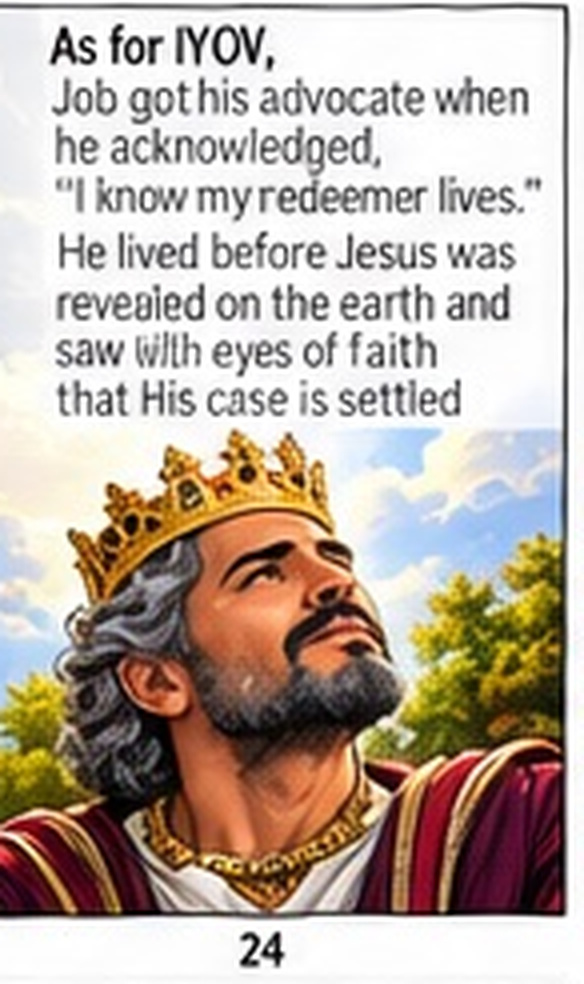 As for IYOV,
Job got his advocate when
he acknowledged,
"I know my redeemer lives."
He lived before Jesus was
revealed on the earth and
saw with eyes of faith
that His case is settled
24